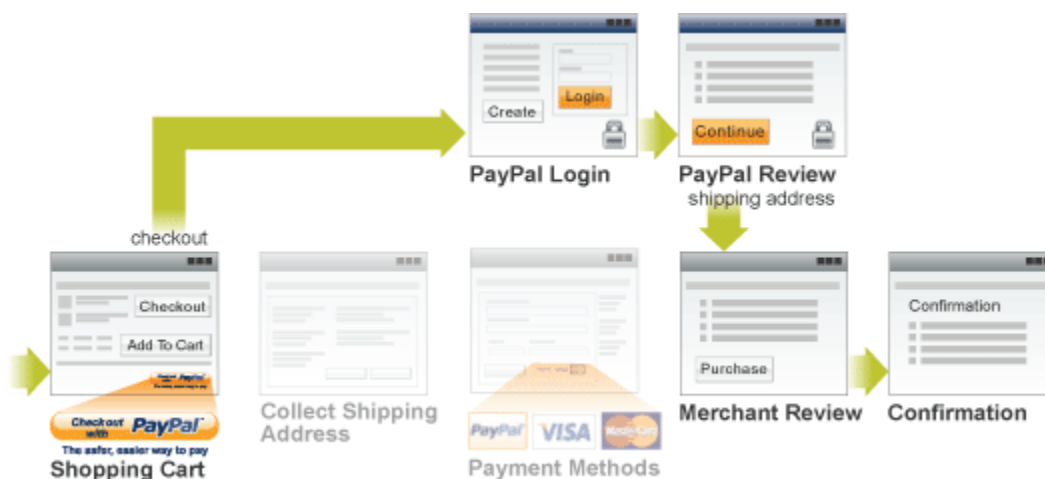 Login
Create
PayPal Login
Continue
PayPal Review
shipping address
checkout
Checkout
Add To Cart
Checkout
with
PayPal
The safer, easier way to pay
Shopping Cart
Collect Shipping
Address
PayPal
VISA
MasterCard
Payment Methods
Purchase
Merchant Review
Confirmation
Confirmation